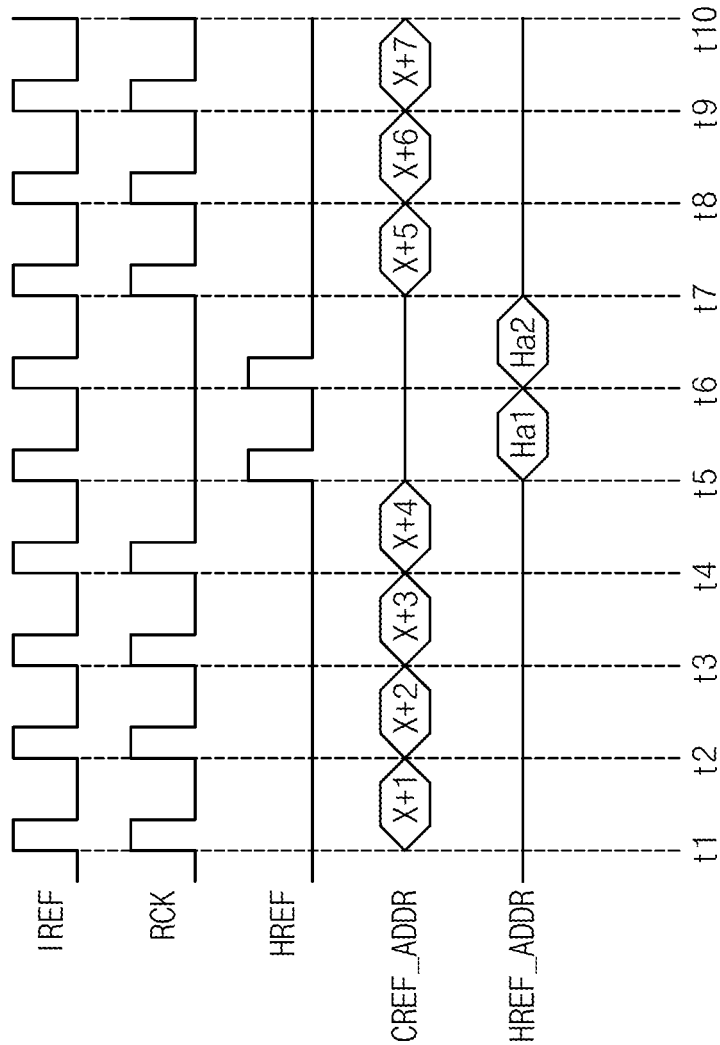 IREF
RCK
HREF
CREF_ADDR X+1 X+2 X+3 X+4 X+5 X+6 X+7
HREF_ADDR Ha1 Ha2
t1 t2 t3 t4 t5 t6 t7 t8 t9 t10